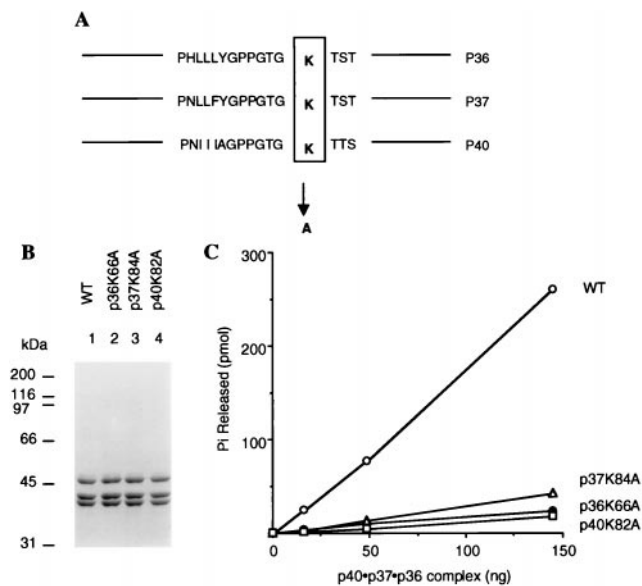 A
PHLLLYGPPGTG K TST P36
PNLLFYGPPGTG K TST P37
PNIIIAGPPGTG K TTS P40
A
B
WT
p36K66A
p37K84A
p40K82A
kDa 1 2 3 4
200
116
97
66
45
31
C
300
200
100
0 50 100 150
Pi Released (pmol)
p40•p37•p36 complex (ng)
WT
p37K84A
p36K66A
p40K82A